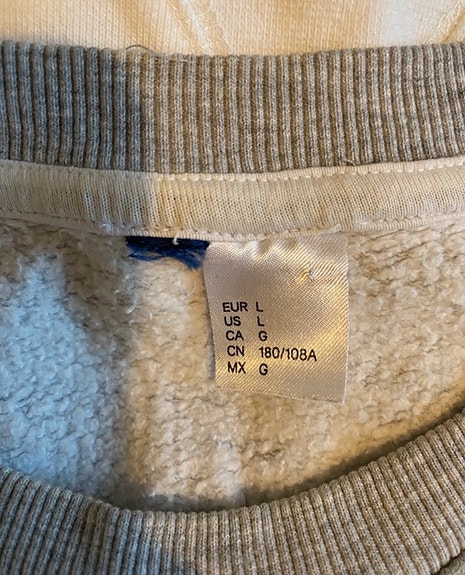 EUR L
US L
CA G
CN 180/108A
MX G